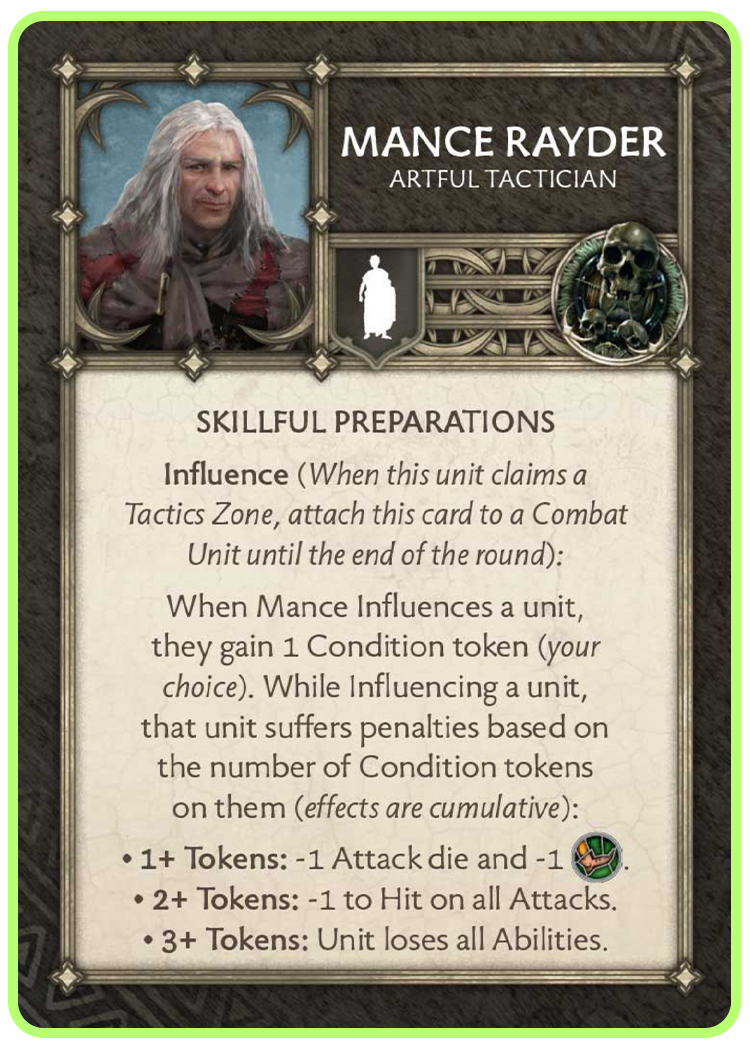 MANCE RAYDER
ARTFUL TACTICIAN
SKILLFUL PREPARATIONS
Influence (When this unit claims a
Tactics Zone, attach this card to a Combat
Unit until the end of the round):
When Mance Influences a unit,
they gain 1 Condition token (your
choice). While Influencing a unit,
that unit suffers penalties based on
the number of Condition tokens
on them (effects are cumulative):
• 1+ Tokens: -1 Attack die and -1 .
• 2+ Tokens: -1 to Hit on all Attacks.
• 3+ Tokens: Unit loses all Abilities.